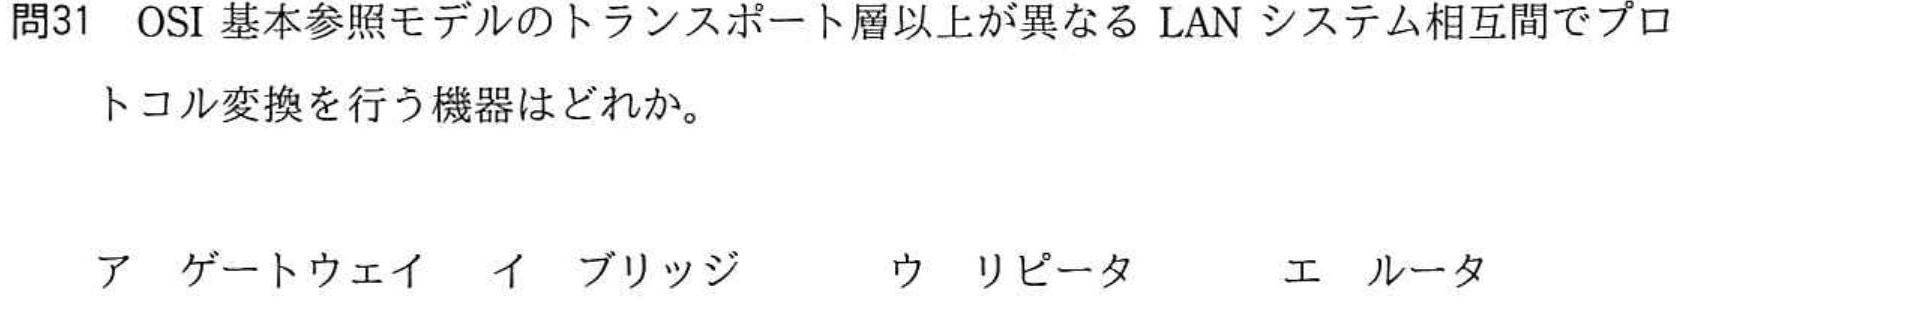 問31 OSI 基本参照モデルのトランスポート層以上が異なる LAN システム相互間でプロ
トコル変換を行う機器はどれか。
ア ゲートウェイ イ ブリッジ ウ リピータ エ ルータ